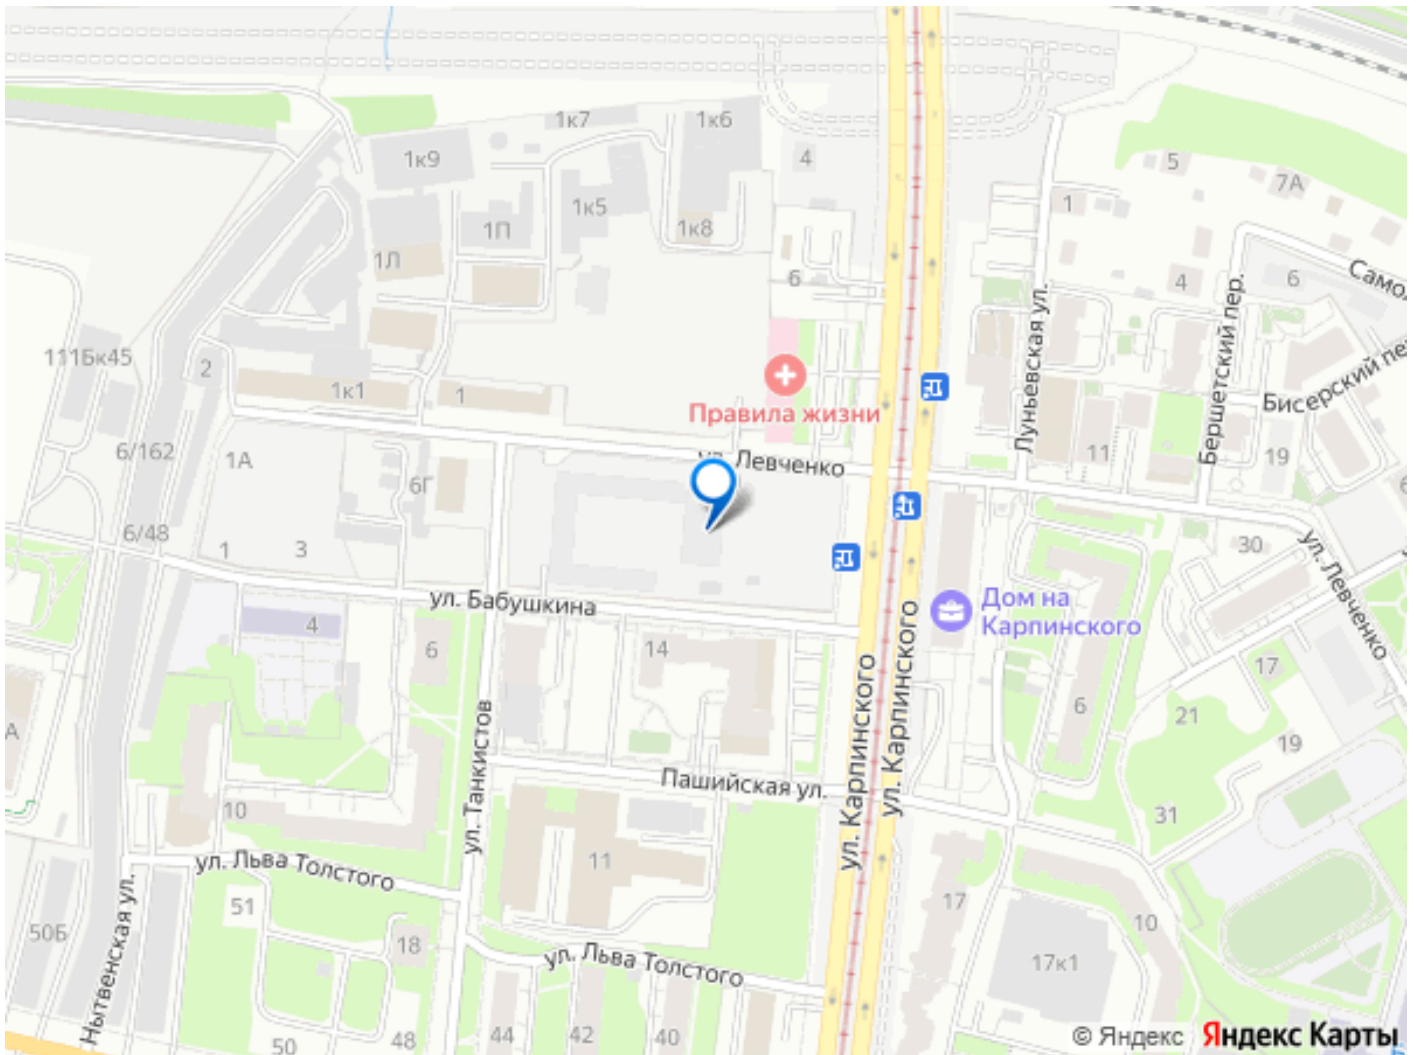 1к7
1к6
1к9
4
5
7А
1к5
1
1П
1к8
1Л
6
4
6
Само
Бершетский пер.
Луньевская ул.
111Бк45
2
1к1
1
Правила жизни
Бисерский пе
6/162
1А
6Г
ул. Левченко
11
19
6/48
1
3
30
ул. Левченко
ул. Бабушкина
Дом на
Карпинского
4
6
14
17
6
21
19
А
ул. Танкистов
Пашийская ул.
ул. Карпинского
ул. Карпинского
10
31
ул. Льва Толстого
11
51
50Б
18
17
10
Нытвенская ул.
ул. Льва Толстого
17к1
50
48
44
42
40
© Яндекс Яндекс Карты